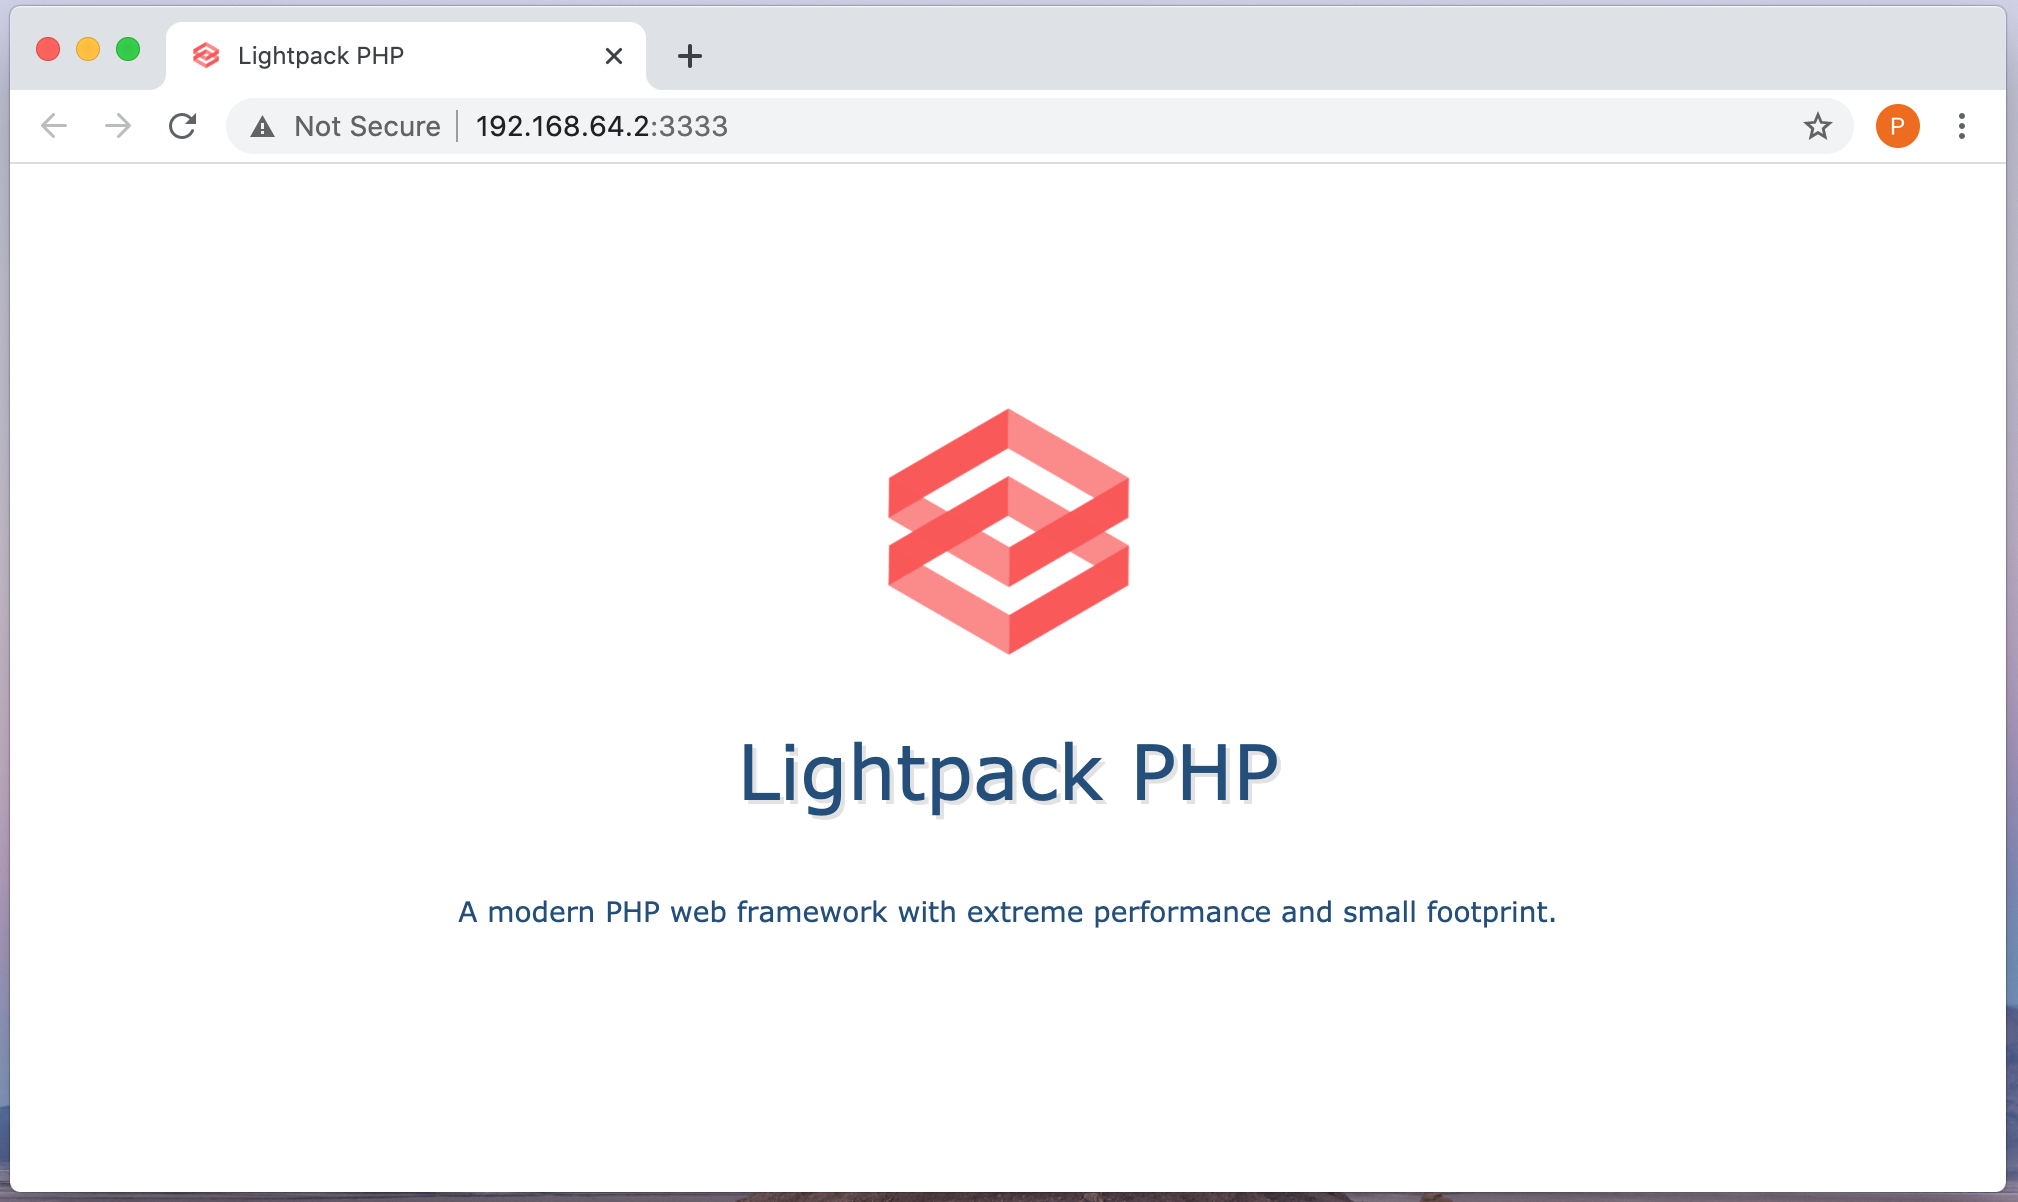 Lightpack PHP
Not Secure 192.168.64.2:3333
P
Lightpack PHP
A modern PHP web framework with extreme performance and small footprint.